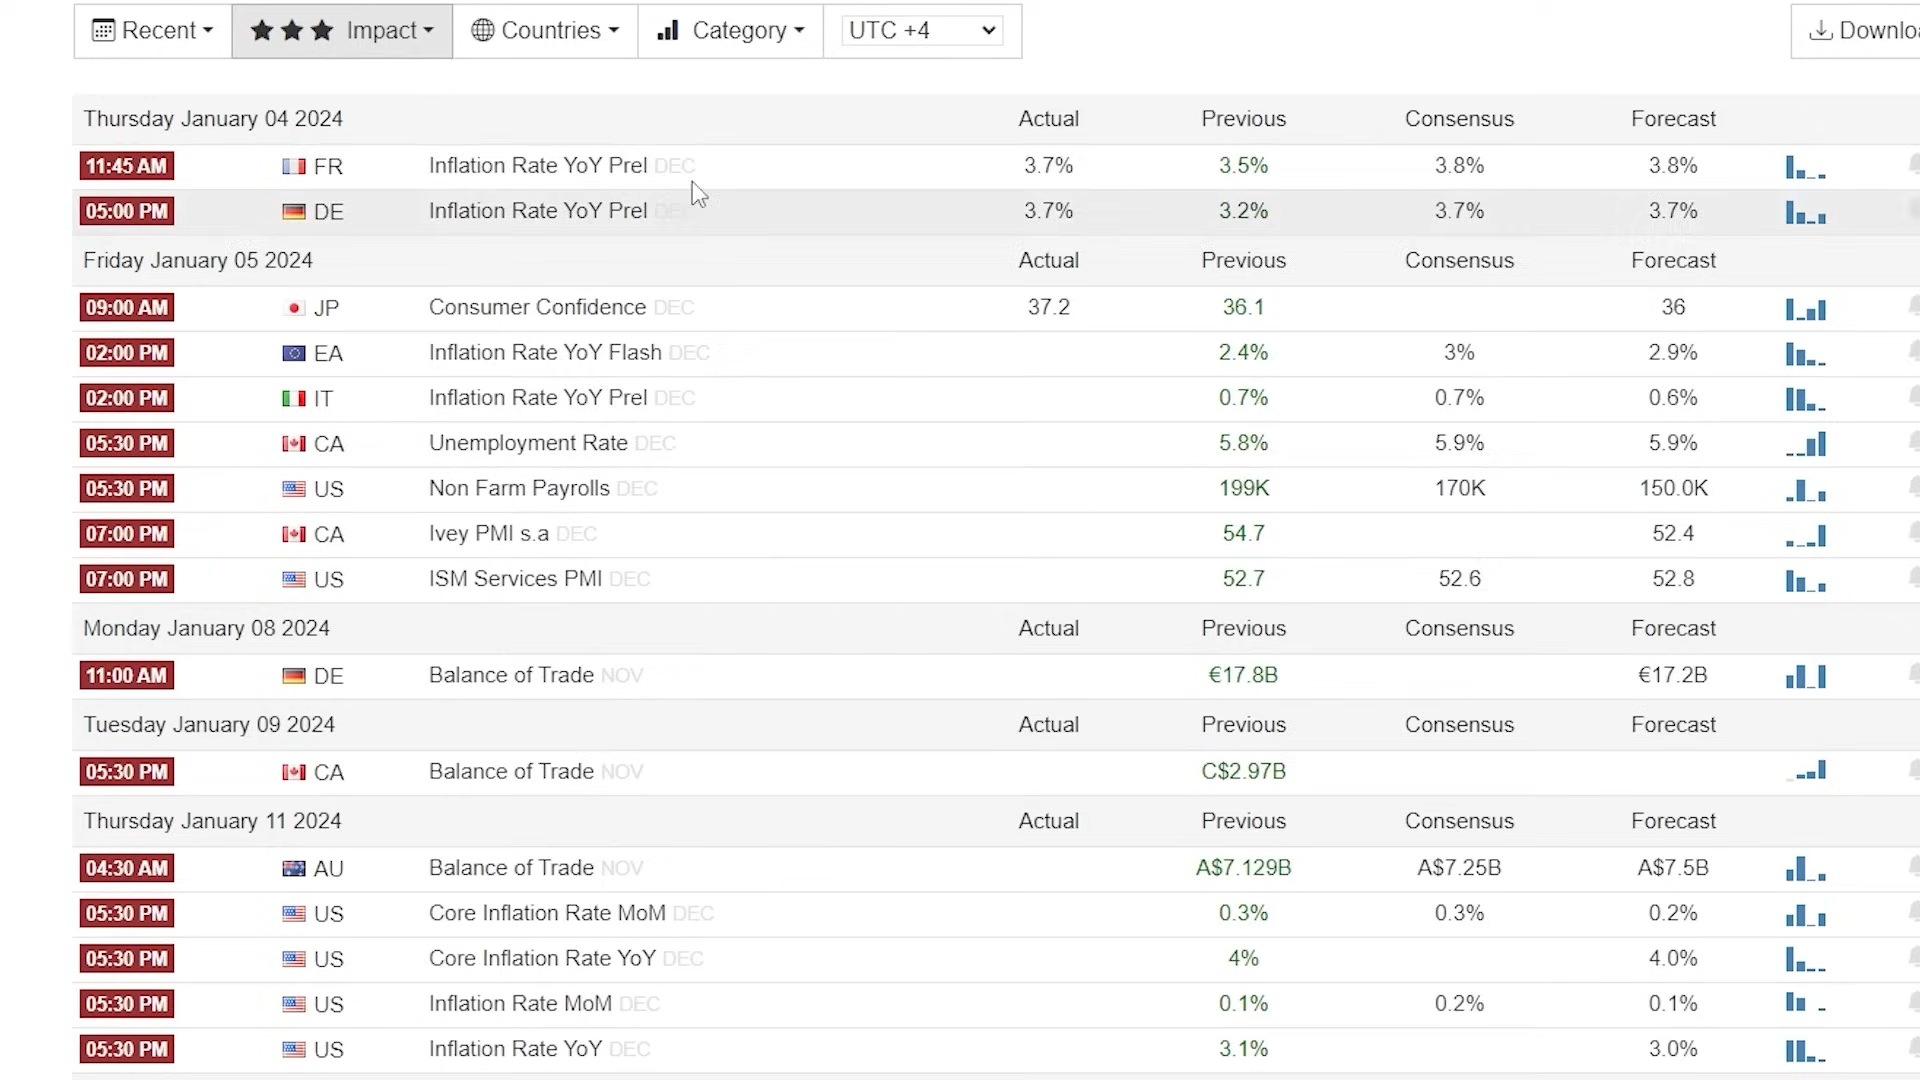 Recent Impact Countries Category UTC +4
Thursday January 04 2024 Actual Previous Consensus Forecast
11:45 AM FR Inflation Rate YoY Prel DEC 3.7% 3.5% 3.8% 3.8%
05:00 PM DE Inflation Rate YoY Prel DEC 3.7% 3.2% 3.7% 3.7%
Friday January 05 2024 Actual Previous Consensus Forecast
09:00 AM JP Consumer Confidence DEC 37.2 36.1 36
02:00 PM EA Inflation Rate YoY Flash DEC 2.4% 3% 2.9%
02:00 PM IT Inflation Rate YoY Prel DEC 0.7% 0.7% 0.6%
05:30 PM CA Unemployment Rate DEC 5.8% 5.9% 5.9%
05:30 PM US Non Farm Payrolls DEC 199K 170K 150.0K
07:00 PM CA Ivey PMI s.a DEC 54.7 52.4
07:00 PM US ISM Services PMI DEC 52.7 52.6 52.8
Monday January 08 2024 Actual Previous Consensus Forecast
11:00 AM DE Balance of Trade NOV €17.8B €17.2B
Tuesday January 09 2024 Actual Previous Consensus Forecast
05:30 PM CA Balance of Trade NOV C$2.97B
Thursday January 11 2024 Actual Previous Consensus Forecast
04:30 AM AU Balance of Trade NOV A$7.129B A$7.25B A$7.5B
05:30 PM US Core Inflation Rate MoM DEC 0.3% 0.3% 0.2%
05:30 PM US Core Inflation Rate YoY DEC 4% 4.0%
05:30 PM US Inflation Rate MoM DEC 0.1% 0.2% 0.1%
05:30 PM US Inflation Rate YoY DEC 3.1% 3.0%